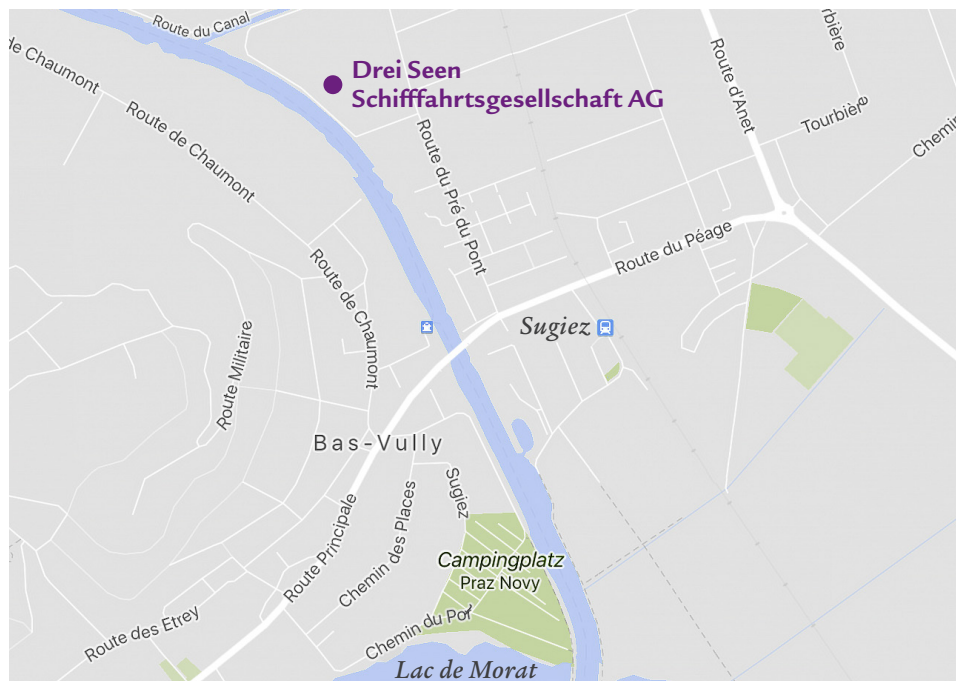 Route du Canal
de Chaumont
Drei Seen
Schifffahrtsgesellschaft AG
Route d'Anet
Tourbière
Chemin
Route de Chaumont
Route du Pré du Pont
Route du Péage
Route de Chaumont
Sugiez
Route Militaire
Bas-Vully
Sugiez
Chemin des Places
Route Principale
Campingplatz
Praz Novy
Chemin du Por
Route des Etrey
Lac de Morat